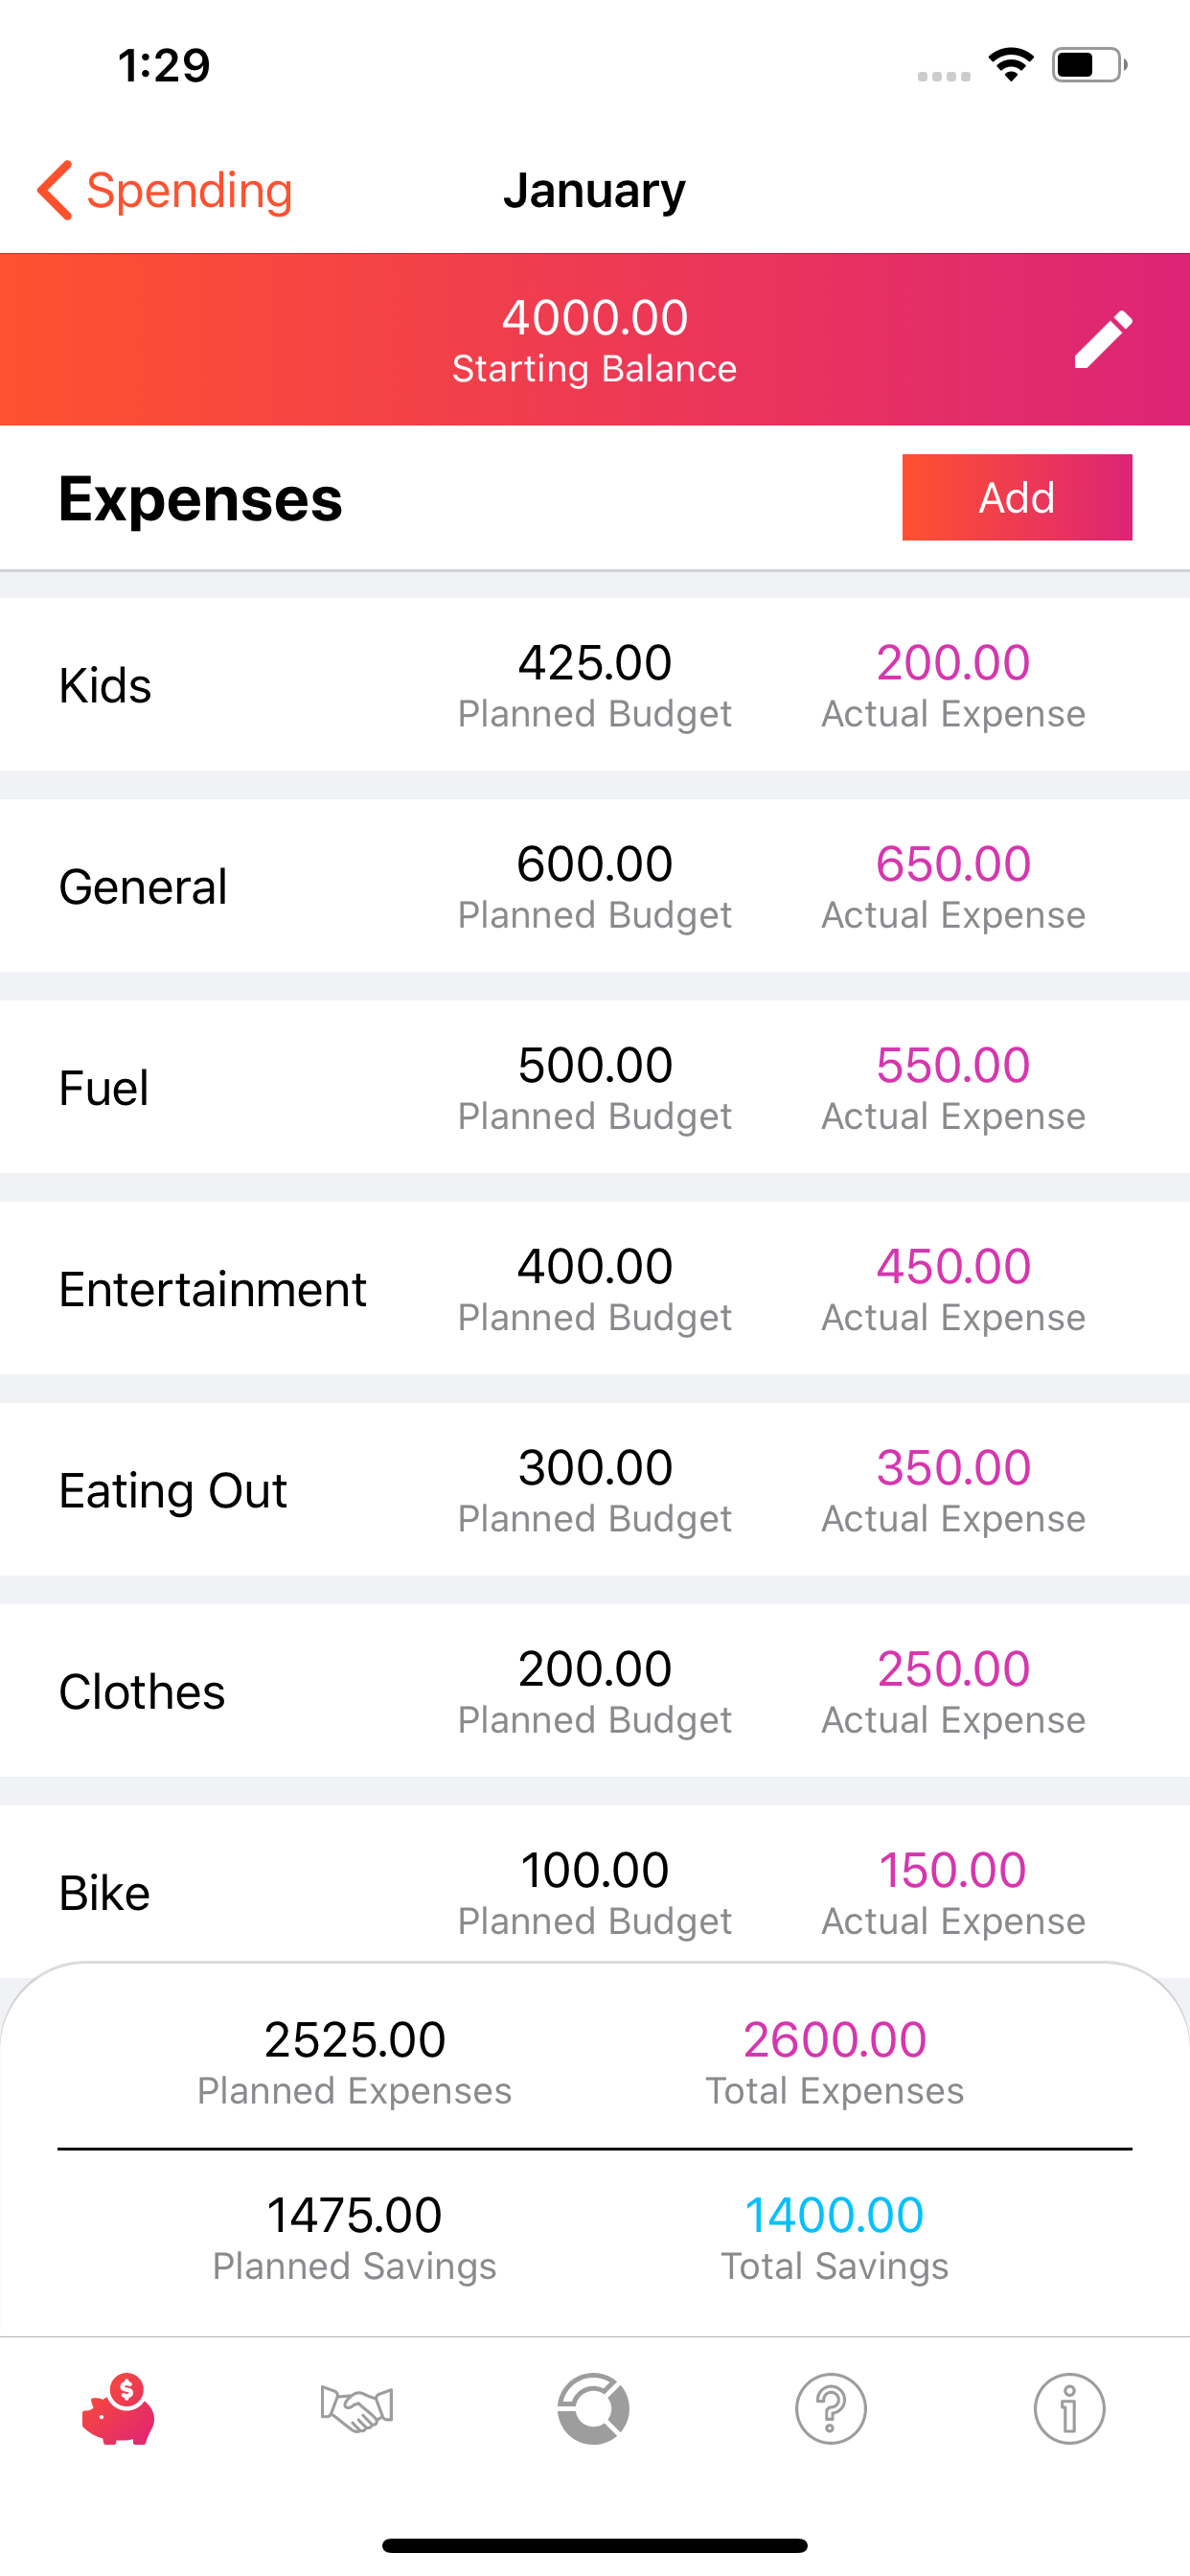 1:29
Spending
January
4000.00
Starting Balance
Expenses
Add
Kids
425.00
Planned Budget
200.00
Actual Expense
General
600.00
Planned Budget
650.00
Actual Expense
Fuel
500.00
Planned Budget
550.00
Actual Expense
Entertainment
400.00
Planned Budget
450.00
Actual Expense
Eating Out
300.00
Planned Budget
350.00
Actual Expense
Clothes
200.00
Planned Budget
250.00
Actual Expense
Bike
100.00
Planned Budget
150.00
Actual Expense
2525.00
Planned Expenses
2600.00
Total Expenses
1475.00
Planned Savings
1400.00
Total Savings